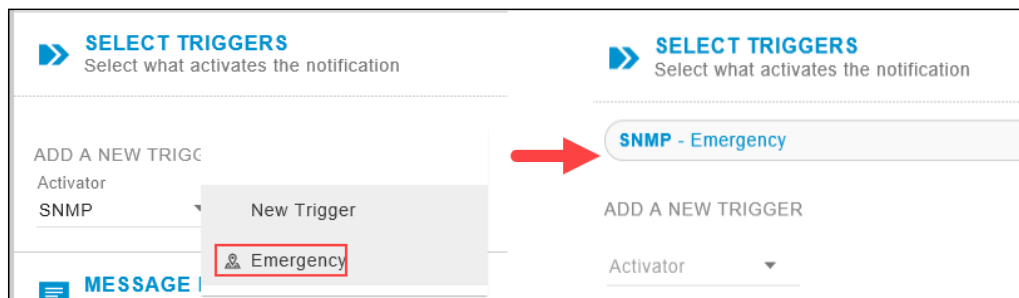 SELECT TRIGGERS
Select what activates the notification
ADD A NEW TRIGG
Activator
SNMP
New Trigger
Emergency
MESSAGE
SELECT TRIGGERS
Select what activates the notification
SNMP - Emergency
ADD A NEW TRIGGER
Activator